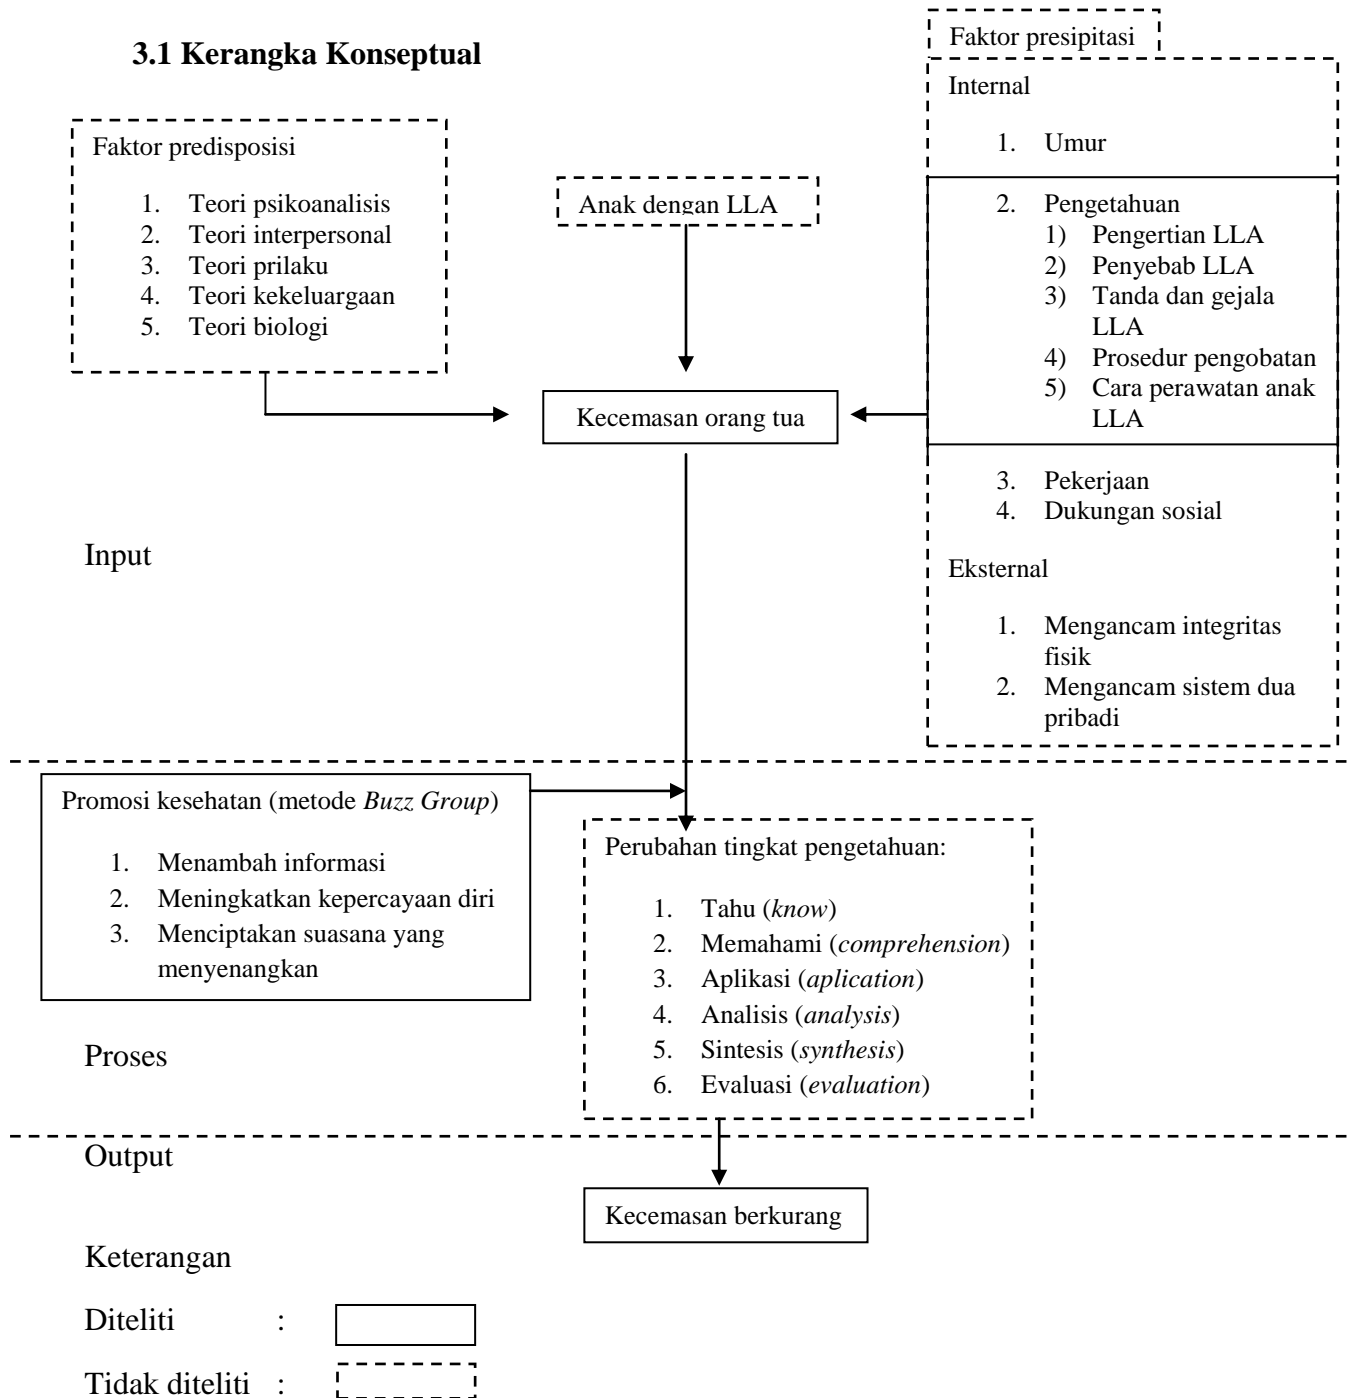 3.1 Kerangka Konseptual
Faktor presipitasi
Internal
1. Umur
2. Pengetahuan
1) Pengertian LLA
2) Penyebab LLA
3) Tanda dan gejala
LLA
4) Prosedur pengobatan
5) Cara perawatan anak
LLA
3. Pekerjaan
4. Dukungan sosial
Eksternal
1. Mengancam integritas
fisik
2. Mengancam sistem dua
pribadi
Faktor predisposisi
1. Teori psikoanalisis
2. Teori interpersonal
3. Teori prilaku
4. Teori kekeluargaan
5. Teori biologi
Anak dengan LLA
Kecemasan orang tua
Input
Promosi kesehatan (metode Buzz Group)
1. Menambah informasi
2. Meningkatkan kepercayaan diri
3. Menciptakan suasana yang
menyenangkan
Perubahan tingkat pengetahuan:
1. Tahu (know)
2. Memahami (comprehension)
3. Aplikasi (aplication)
4. Analisis (analysis)
5. Sintesis (synthesis)
6. Evaluasi (evaluation)
Proses
Output
Kecemasan berkurang
Keterangan
Diteliti :
Tidak diteliti :